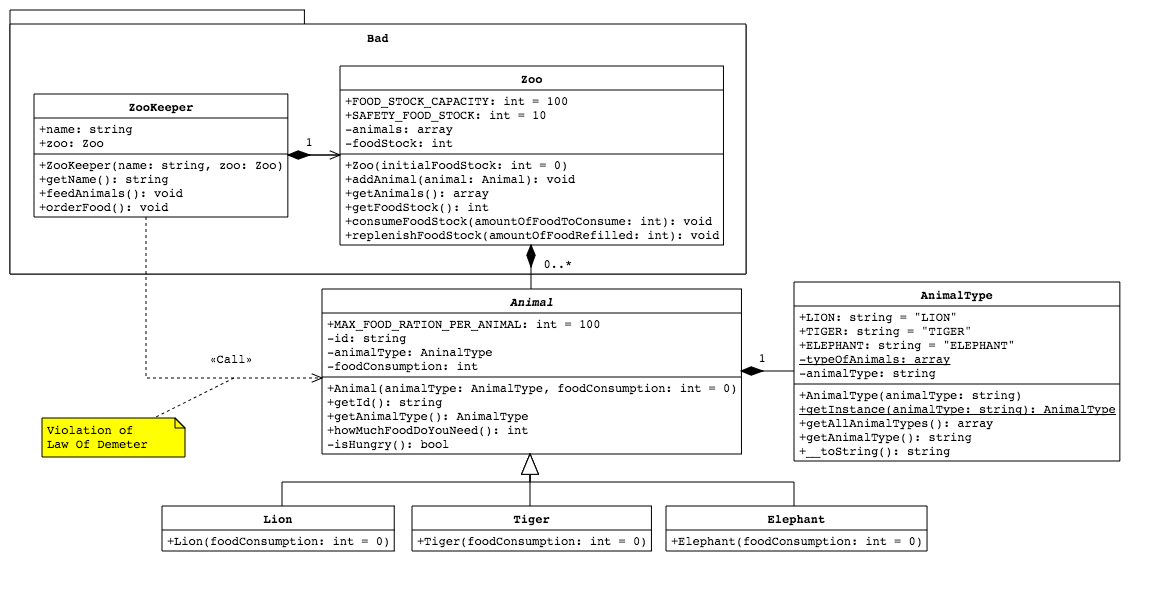 Bad
ZooKeeper
+name: string
+zoo: Zoo
+ZooKeeper(name: string, zoo: Zoo)
+getName(): string
+feedAnimals(): void
+orderFood(): void
1
Zoo
+FOOD_STOCK_CAPACITY: int = 100
+SAFETY_FOOD_STOCK: int = 10
-animals: array
-foodStock: int
+Zoo(initialFoodStock: int = 0)
+addAnimal(animal: Animal): void
+getAnimals(): array
+getFoodStock(): int
+consumeFoodStock(amountOfFoodToConsume: int): void
+replenishFoodStock(amountOfFoodRefilled: int): void
0..*
«Call»
Violation of
Law Of Demeter
Animal
+MAX_FOOD_RATION_PER_ANIMAL: int = 100
-id: string
-animalType: AninalType
-foodConsumption: int
+Animal(animalType: AnimalType, foodConsumption: int = 0)
+getId(): string
+getAnimalType(): AnimalType
+howMuchFoodDoYouNeed(): int
-isHungry(): bool
1
AnimalType
+LION: string = "LION"
+TIGER: string = "TIGER"
+ELEPHANT: string = "ELEPHANT"
-typeOfAnimals: array
-animalType: string
+AnimalType(animalType: string)
+getInstance(animalType: string): AnimalType
+getAllAnimalTypes(): array
+getAnimalType(): string
+__toString(): string
Lion
+Lion(foodConsumption: int = 0)
Tiger
+Tiger(foodConsumption: int = 0)
Elephant
+Elephant(foodConsumption: int = 0)